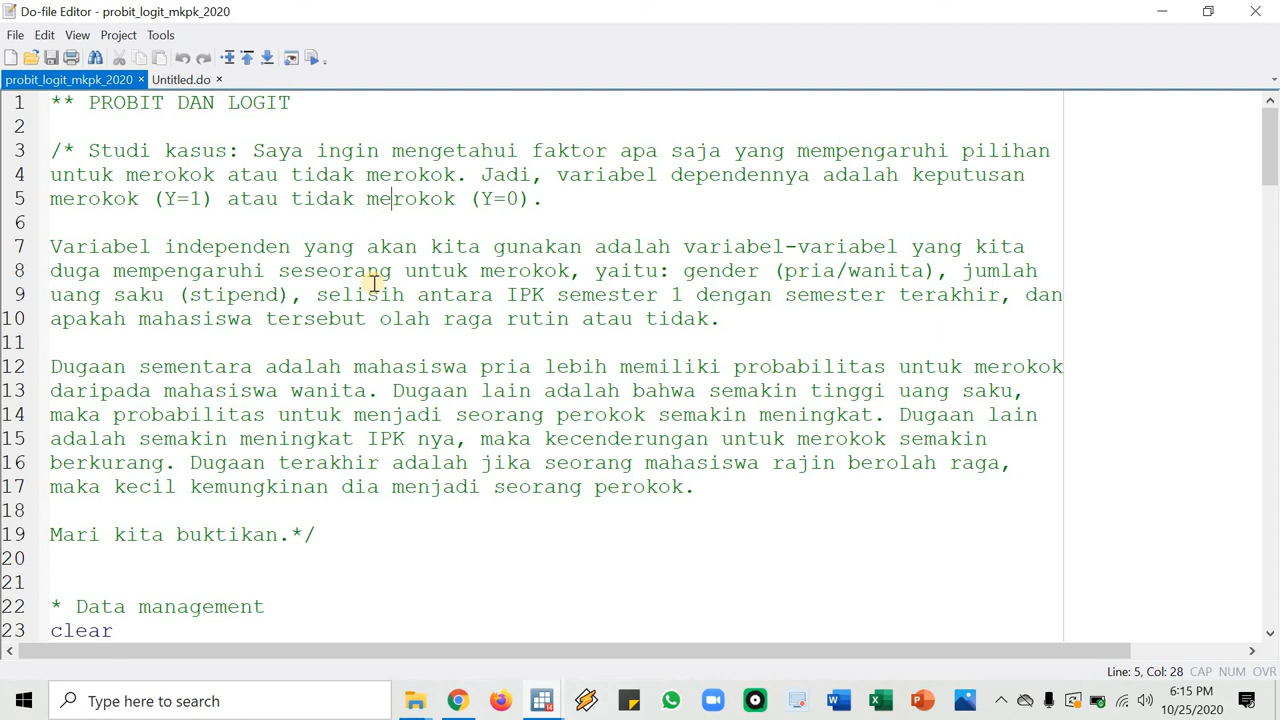 Do-file Editor - probit_logit_mkpk_2020
File Edit View Project Tools
probit_logit_mkpk_2020 × Untitled.do ×
1 ** PROBIT DAN LOGIT
2
3 /* Studi kasus: Saya ingin mengetahui faktor apa saja yang mempengaruhi pilihan
4 untuk merokok atau tidak merokok. Jadi, variabel dependennya adalah keputusan
5 merokok (Y=1) atau tidak merokok (Y=0).
6
7 Variabel independen yang akan kita gunakan adalah variabel-variabel yang kita
8 duga mempengaruhi seseorang untuk merokok, yaitu: gender (pria/wanita), jumlah
9 uang saku (stipend), selisih antara IPK semester 1 dengan semester terakhir, dan
10 apakah mahasiswa tersebut olah raga rutin atau tidak.
11
12 Dugaan sementara adalah mahasiswa pria lebih memiliki probabilitas untuk merokok
13 daripada mahasiswa wanita. Dugaan lain adalah bahwa semakin tinggi uang saku,
14 maka probabilitas untuk menjadi seorang perokok semakin meningkat. Dugaan lain
15 adalah semakin meningkat IPK nya, maka kecenderungan untuk merokok semakin
16 berkurang. Dugaan terakhir adalah jika seorang mahasiswa rajin berolah raga,
17 maka kecil kemungkinan dia menjadi seorang perokok.
18
19 Mari kita buktikan.*/
20
21
22 * Data management
23 clear
Line: 5, Col: 28 CAP NUM OVR
Type here to search
14
6:15 PM
10/25/2020